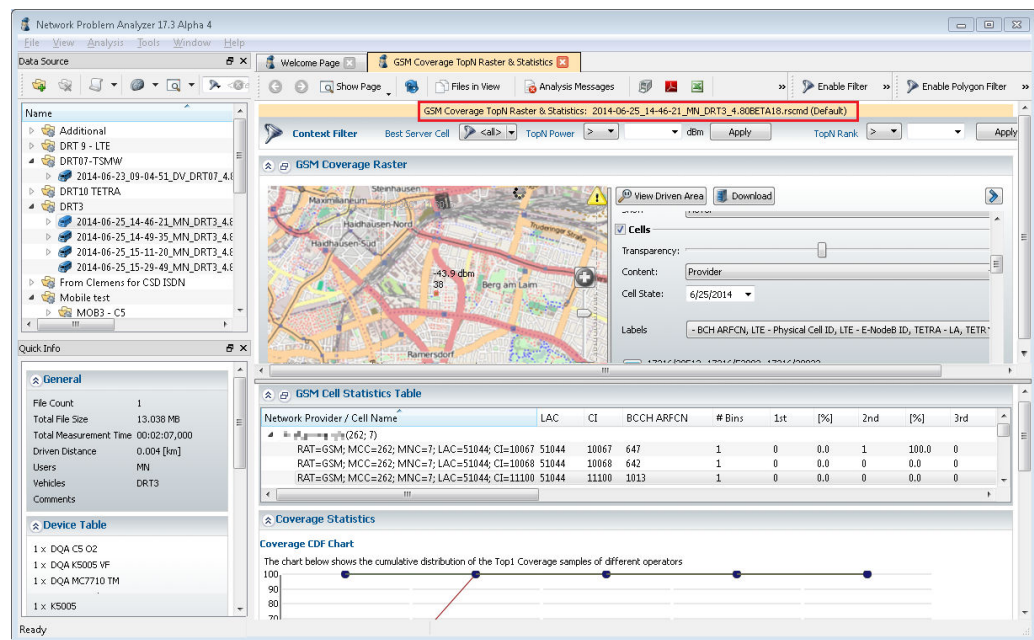 Network Problem Analyzer 17.3 Alpha 4
File View Analysis Tools Window Help
Data Source
Welcome Page
GSM Coverage TopN Raster & Statistics
Show Page
Files in View
Analysis Messages
Enable Filter
Enable Polygon Filter
GSM Coverage TopN Raster & Statistics: 2014-06-25_14-46-21_MN_DRT3_4.80BETA18.rscmd (Default)
Name
Additional
DRT 9 - LTE
DRT07-TSMW
2014-06-23_09-04-51_DV_DRT07_4.8
DRT10 TETRA
DRT3
2014-06-25_14-46-21_MN_DRT3_4.8
2014-06-25_14-49-35_MN_DRT3_4.8
2014-06-25_15-11-20_MN_DRT3_4.8
2014-06-25_15-29-49_MN_DRT3_4.8
From Clemens for CSD ISDN
Mobile test
MOB3 - C5
Context Filter Best Server Cell <all> TopN Power > dBm Apply TopN Rank > Apply
GSM Coverage Raster
Steinhausen
Maximilianeum
Haidhausen-Nord
Haidhausen-Süd
Truderinger Straße
-43.9 dbm
38
Berg am Laim
Ramersdorf
View Driven Area
Download
Cells
Transparency:
Content: Provider
Cell State: 6/25/2014
Labels - BCH ARFCN, LTE - Physical Cell ID, LTE - E-NodeB ID, TETRA - LA, TETR
Quick Info
General
File Count 1
Total File Size 13.038 MB
Total Measurement Time 00:02:07,000
Driven Distance 0.004 [km]
Users MN
Vehicles DRT3
Comments
Device Table
1 x DQA C5 O2
1 x DQA K5005 VF
1 x DQA MC7710 TM
1 x K5005
GSM Cell Statistics Table
Network Provider / Cell Name LAC CI BCCH ARFCN # Bins 1st [%] 2nd [%] 3rd
(262; 7)
RAT=GSM; MCC=262; MNC=7; LAC=51044; CI=10067 51044 10067 647 1 0 0.0 1 100.0 0
RAT=GSM; MCC=262; MNC=7; LAC=51044; CI=10068 51044 10068 642 1 0 0.0 0 0.0 0
RAT=GSM; MCC=262; MNC=7; LAC=51044; CI=11100 51044 11100 1013 1 0 0.0 0 0.0 0
Coverage Statistics
Coverage CDF Chart
The chart below shows the cumulative distribution of the Top1 Coverage samples of different operators
100
90
80
70
Ready